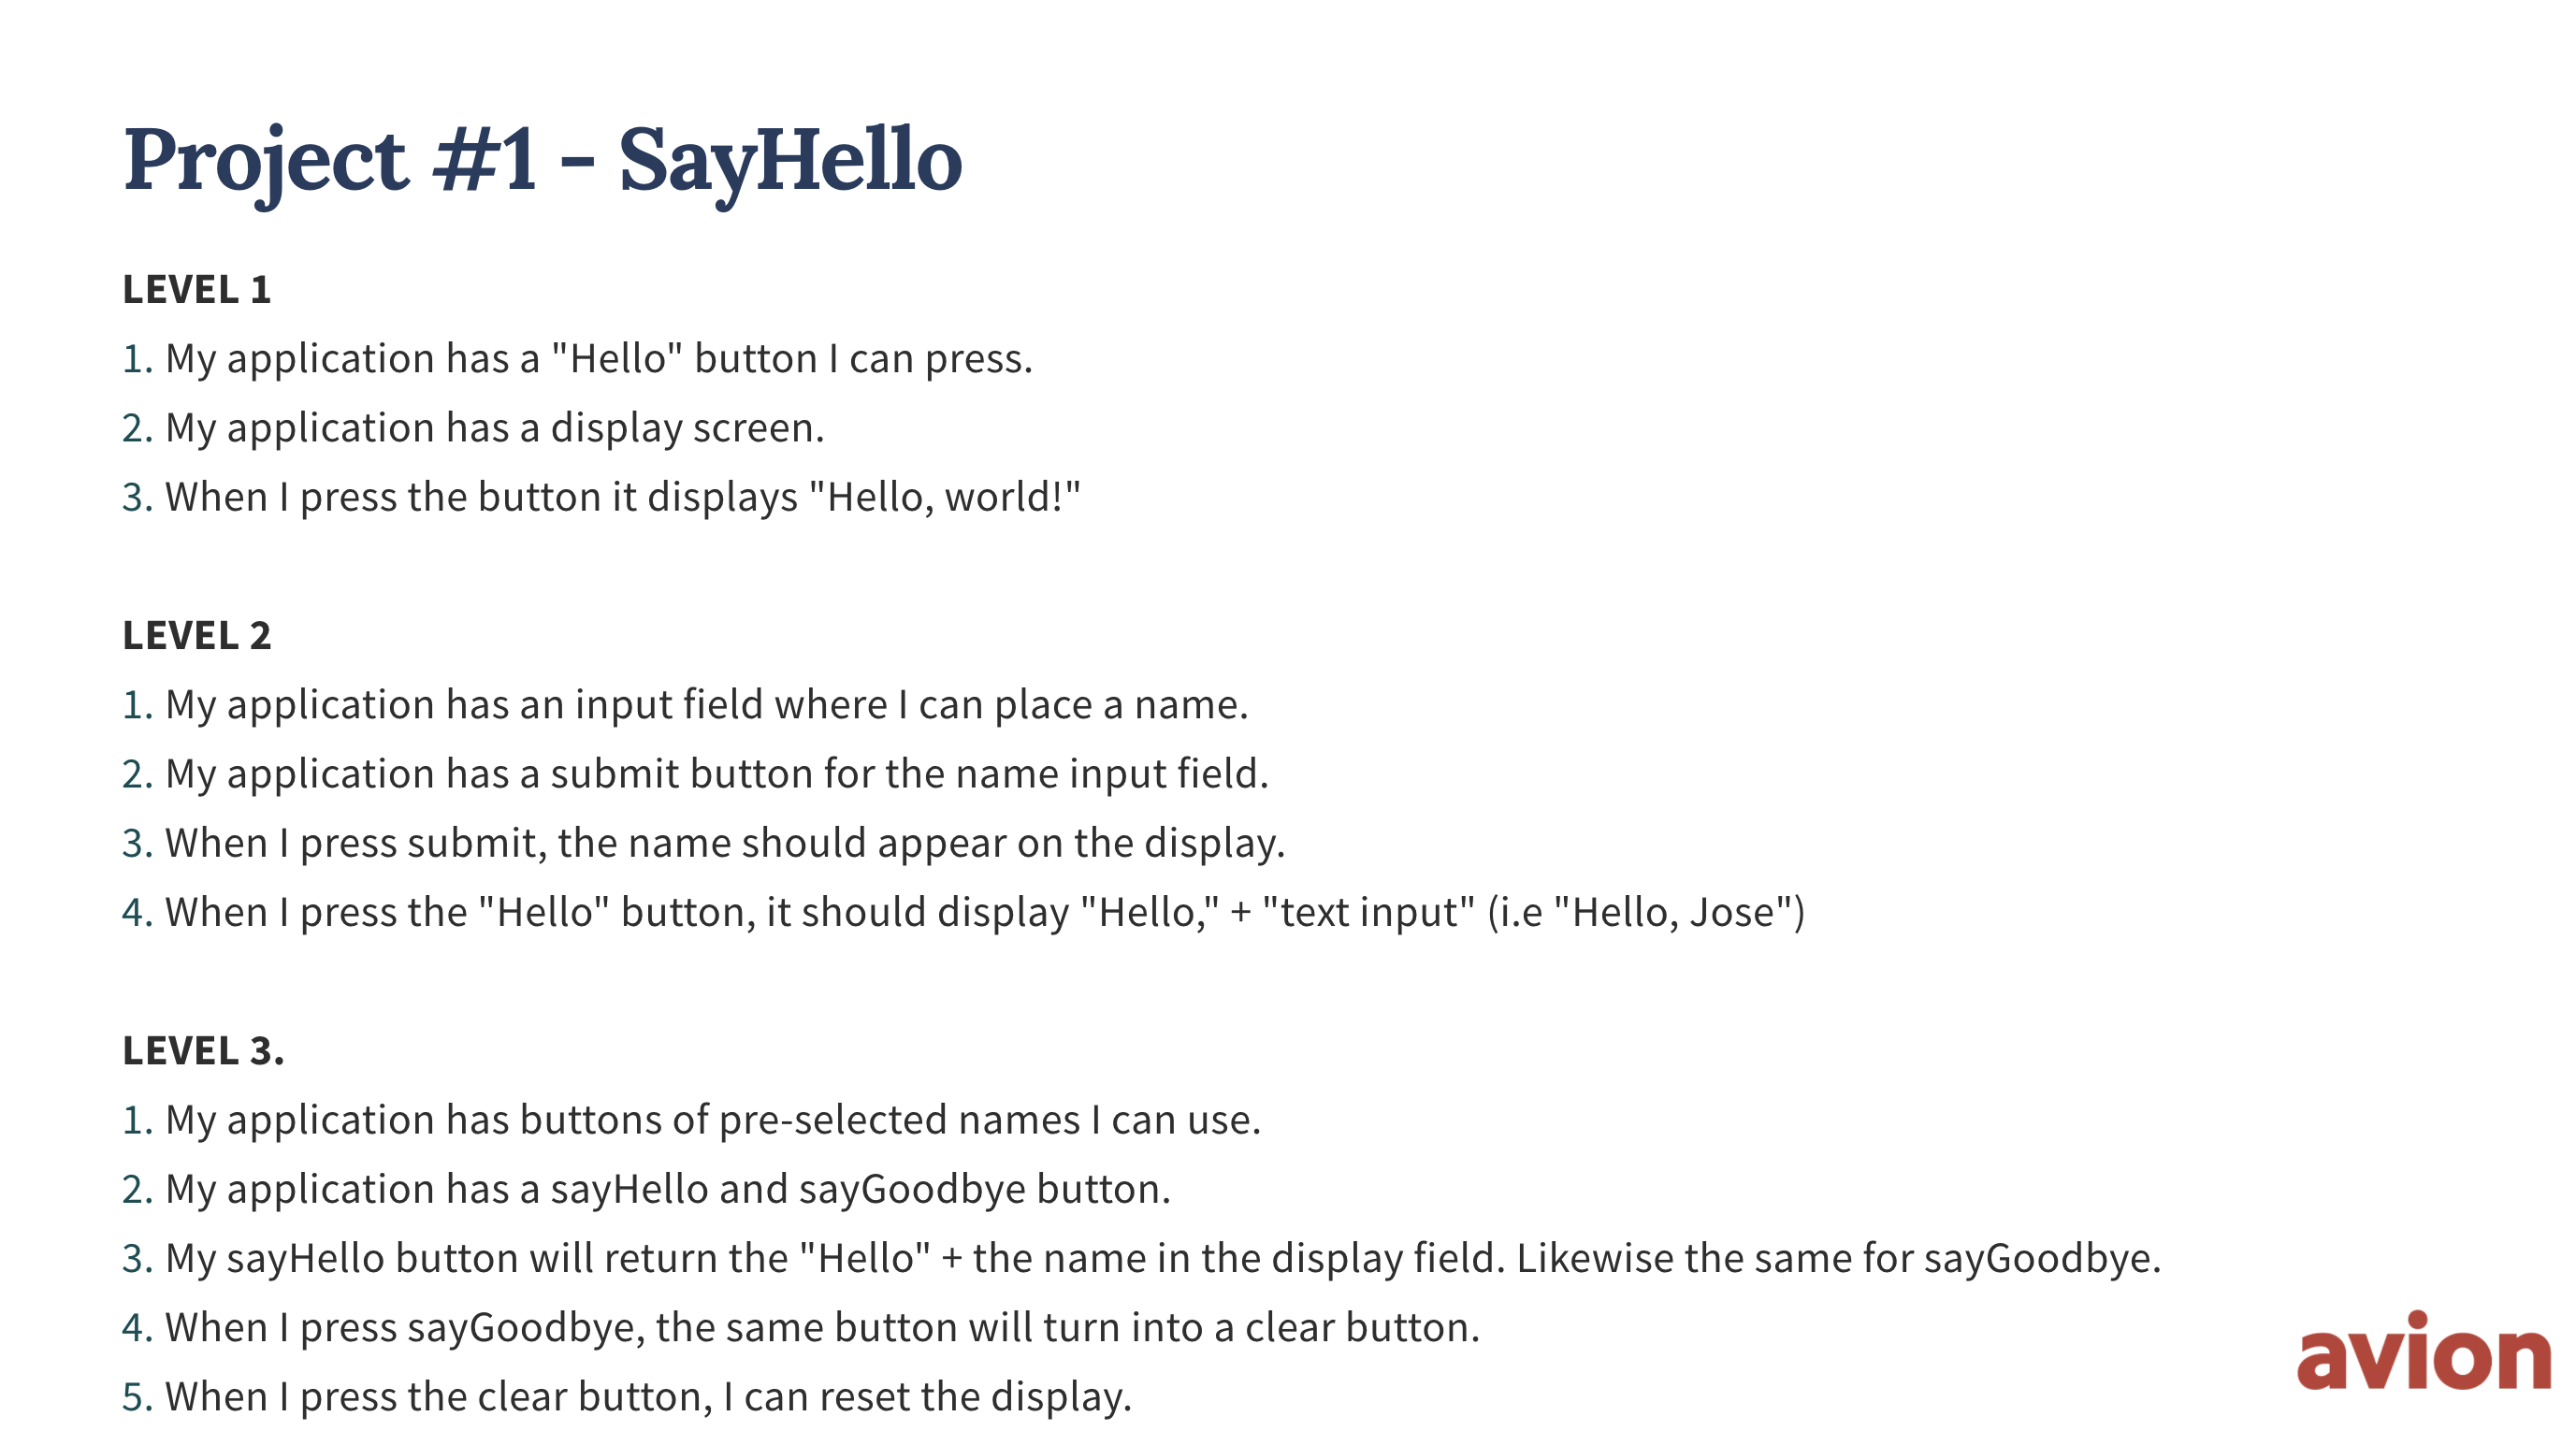 Project #1 - SayHello
LEVEL 1
1. My application has a "Hello" button I can press.
2. My application has a display screen.
3. When I press the button it displays "Hello, world!"
LEVEL 2
1. My application has an input field where I can place a name.
2. My application has a submit button for the name input field.
3. When I press submit, the name should appear on the display.
4. When I press the "Hello" button, it should display "Hello," + "text input" (i.e "Hello, Jose")
LEVEL 3.
1. My application has buttons of pre-selected names I can use.
2. My application has a sayHello and sayGoodbye button.
3. My sayHello button will return the "Hello" + the name in the display field. Likewise the same for sayGoodbye.
4. When I press sayGoodbye, the same button will turn into a clear button.
5. When I press the clear button, I can reset the display.
avion